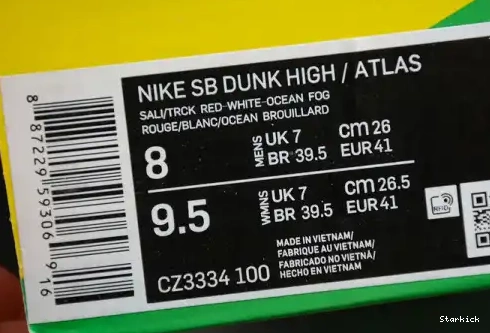 NIKE SB DUNK HIGH / ATLAS
SALI/TRCK RED-WHITE-OCEAN FOG
ROUGE/BLANC/OCEAN BROUILLARD
8
MENS
UK 7
BR 39.5
cm 26
EUR 41
9.5
WMNS
UK 7
BR 39.5
cm 26.5
EUR 41
MADE IN VIETNAM/
FABRIQUE AU VIETNAM/
FABRICADO NO VIETNÃ/
HECHO EN VIETNAM
CZ3334 100
8 87229 59306 9 16
RFID
Starkick